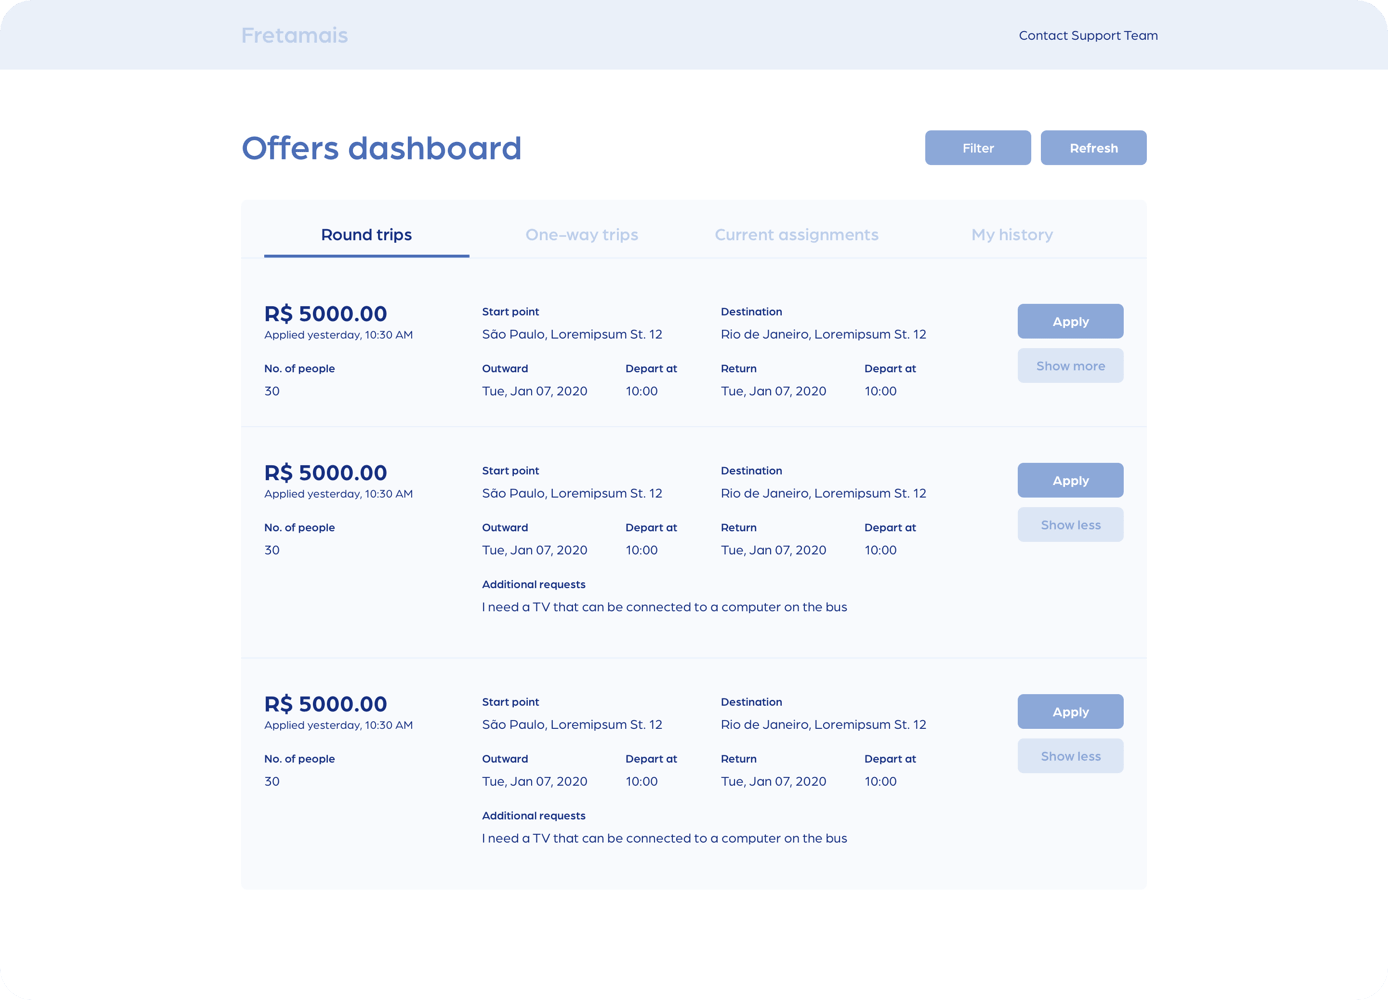 Fretamais
Contact Support Team
Offers dashboard
Filter
Refresh
Round trips
One-way trips
Current assignments
My history
R$ 5000.00
Applied yesterday, 10:30 AM
No. of people
30
Start point
São Paulo, Loremipsum St. 12
Outward
Depart at
Tue, Jan 07, 2020
10:00
Destination
Rio de Janeiro, Loremipsum St. 12
Return
Depart at
Tue, Jan 07, 2020
10:00
Apply
Show more
R$ 5000.00
Applied yesterday, 10:30 AM
No. of people
30
Start point
São Paulo, Loremipsum St. 12
Outward
Depart at
Tue, Jan 07, 2020
10:00
Destination
Rio de Janeiro, Loremipsum St. 12
Return
Depart at
Tue, Jan 07, 2020
10:00
Additional requests
I need a TV that can be connected to a computer on the bus
Apply
Show less
R$ 5000.00
Applied yesterday, 10:30 AM
No. of people
30
Start point
São Paulo, Loremipsum St. 12
Outward
Depart at
Tue, Jan 07, 2020
10:00
Destination
Rio de Janeiro, Loremipsum St. 12
Return
Depart at
Tue, Jan 07, 2020
10:00
Additional requests
I need a TV that can be connected to a computer on the bus
Apply
Show less